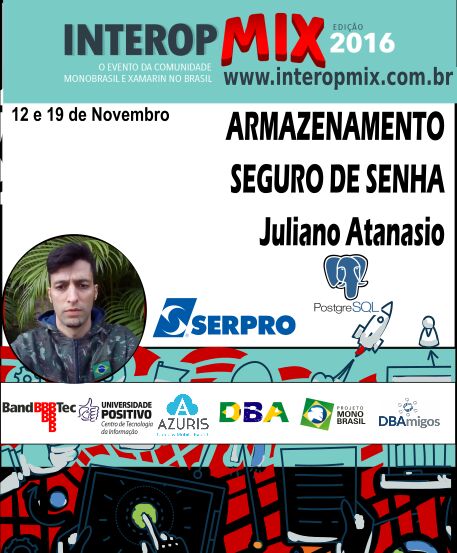 INTEROP MIX
EDIÇÃO
2016
O EVENTO DA COMUNIDADE
MONOBRASIL E XAMARIN NO BRASIL
www.interopmix.com.br
12 e 19 de Novembro
ARMAZENAMENTO
SEGURO DE SENHA
Juliano Atanasio
PostgreSQL
SERPRO
BandTec
UNIVERSIDADE
POSITIVO
Centro de Tecnologia
da Informação
AZURIS
DBA
PROJETO
MONO
BRASIL
DBAmigos